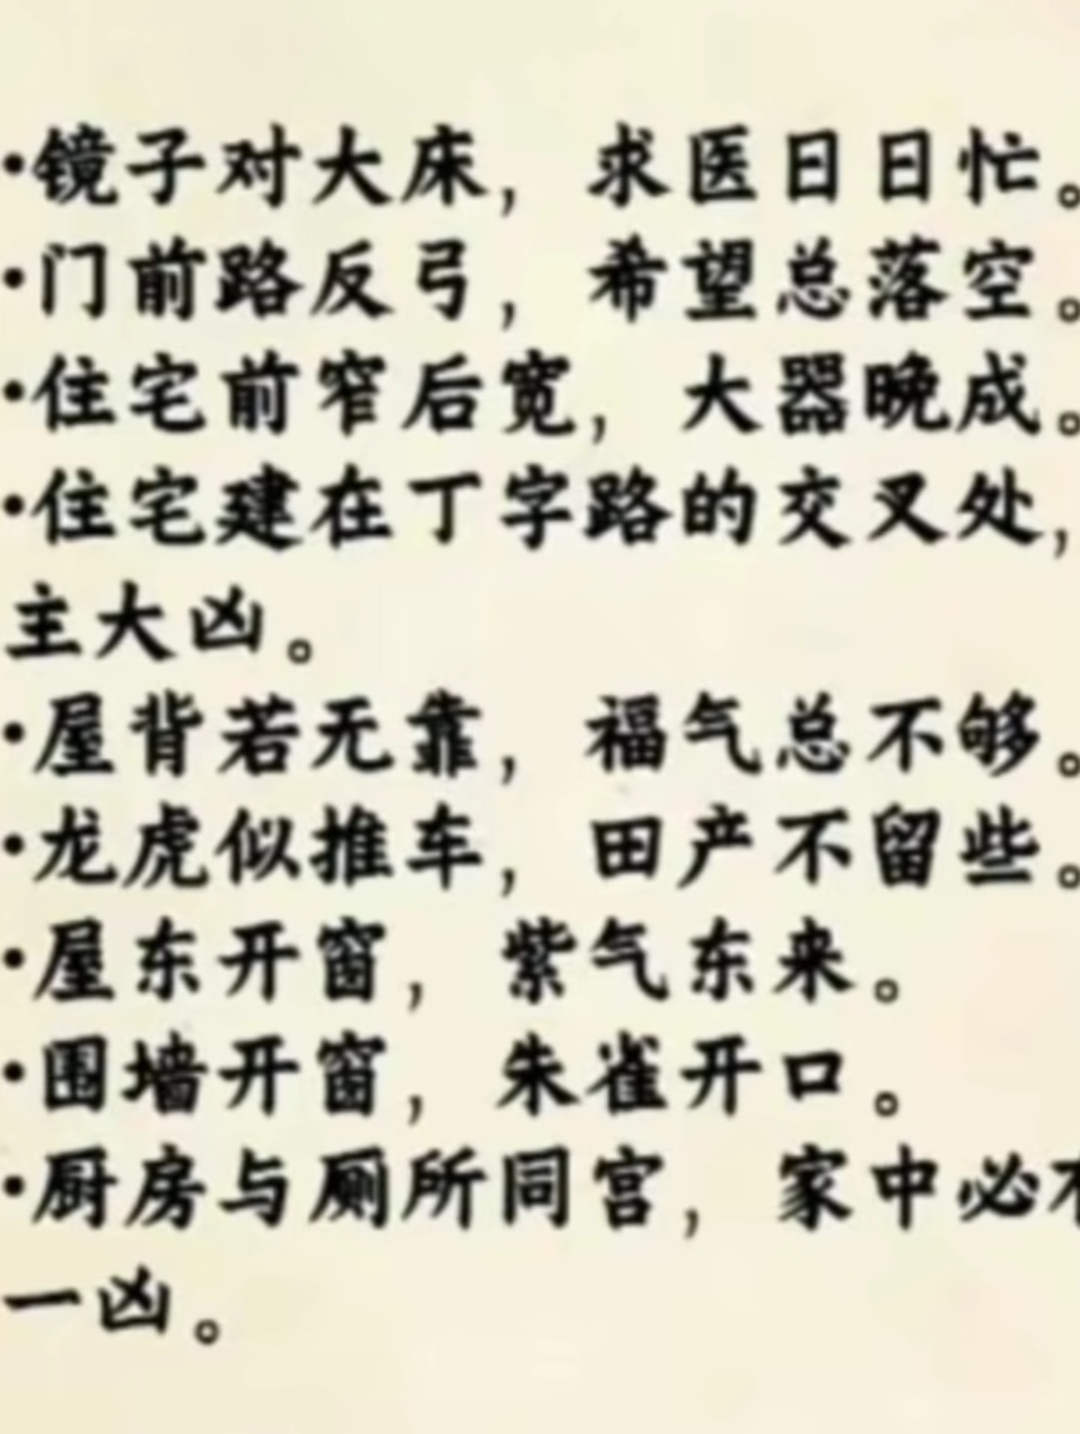 ·镜子对大床，求医日日忙。
·门前路反弓，希望总落空。
·住宅前窄后宽，大器晚成。
·住宅建在丁字路的交叉处，
主大凶。
·屋背若无靠，福气总不够。
·龙虎似推车，田产不留些。
·屋东开窗，紫气东来。
·围墙开窗，朱雀开口。
·厨房与厕所同宫，家中必
一凶。